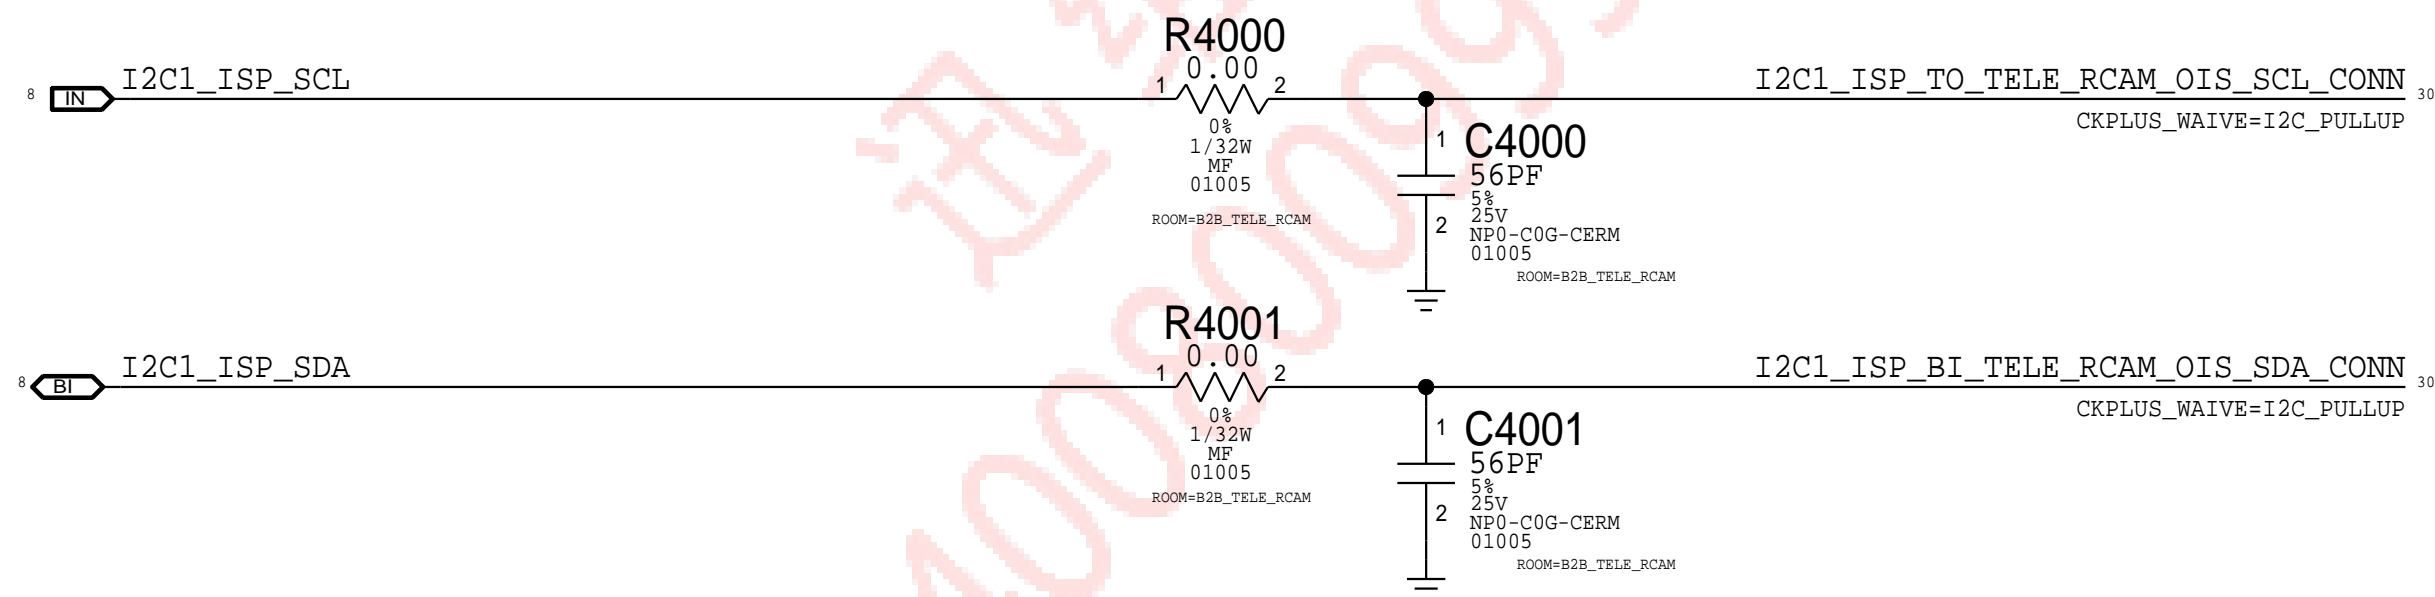 R4000
0.00
8 IN I2C1_ISP_SCL 1 2 I2C1_ISP_TO_TELE_RCAM_OIS_SCL_CONN 30
CKPLUS_WAIVE=I2C_PULLUP
0%
1/32W
MF
01005
ROOM=B2B_TELE_RCAM
1 C4000
56PF
5%
25V
2 NP0-C0G-CERM
01005
ROOM=B2B_TELE_RCAM
R4001
0.00
8 BI I2C1_ISP_SDA 1 2 I2C1_ISP_BI_TELE_RCAM_OIS_SDA_CONN 30
CKPLUS_WAIVE=I2C_PULLUP
0%
1/32W
MF
01005
ROOM=B2B_TELE_RCAM
1 C4001
56PF
5%
25V
2 NP0-C0G-CERM
01005
ROOM=B2B_TELE_RCAM